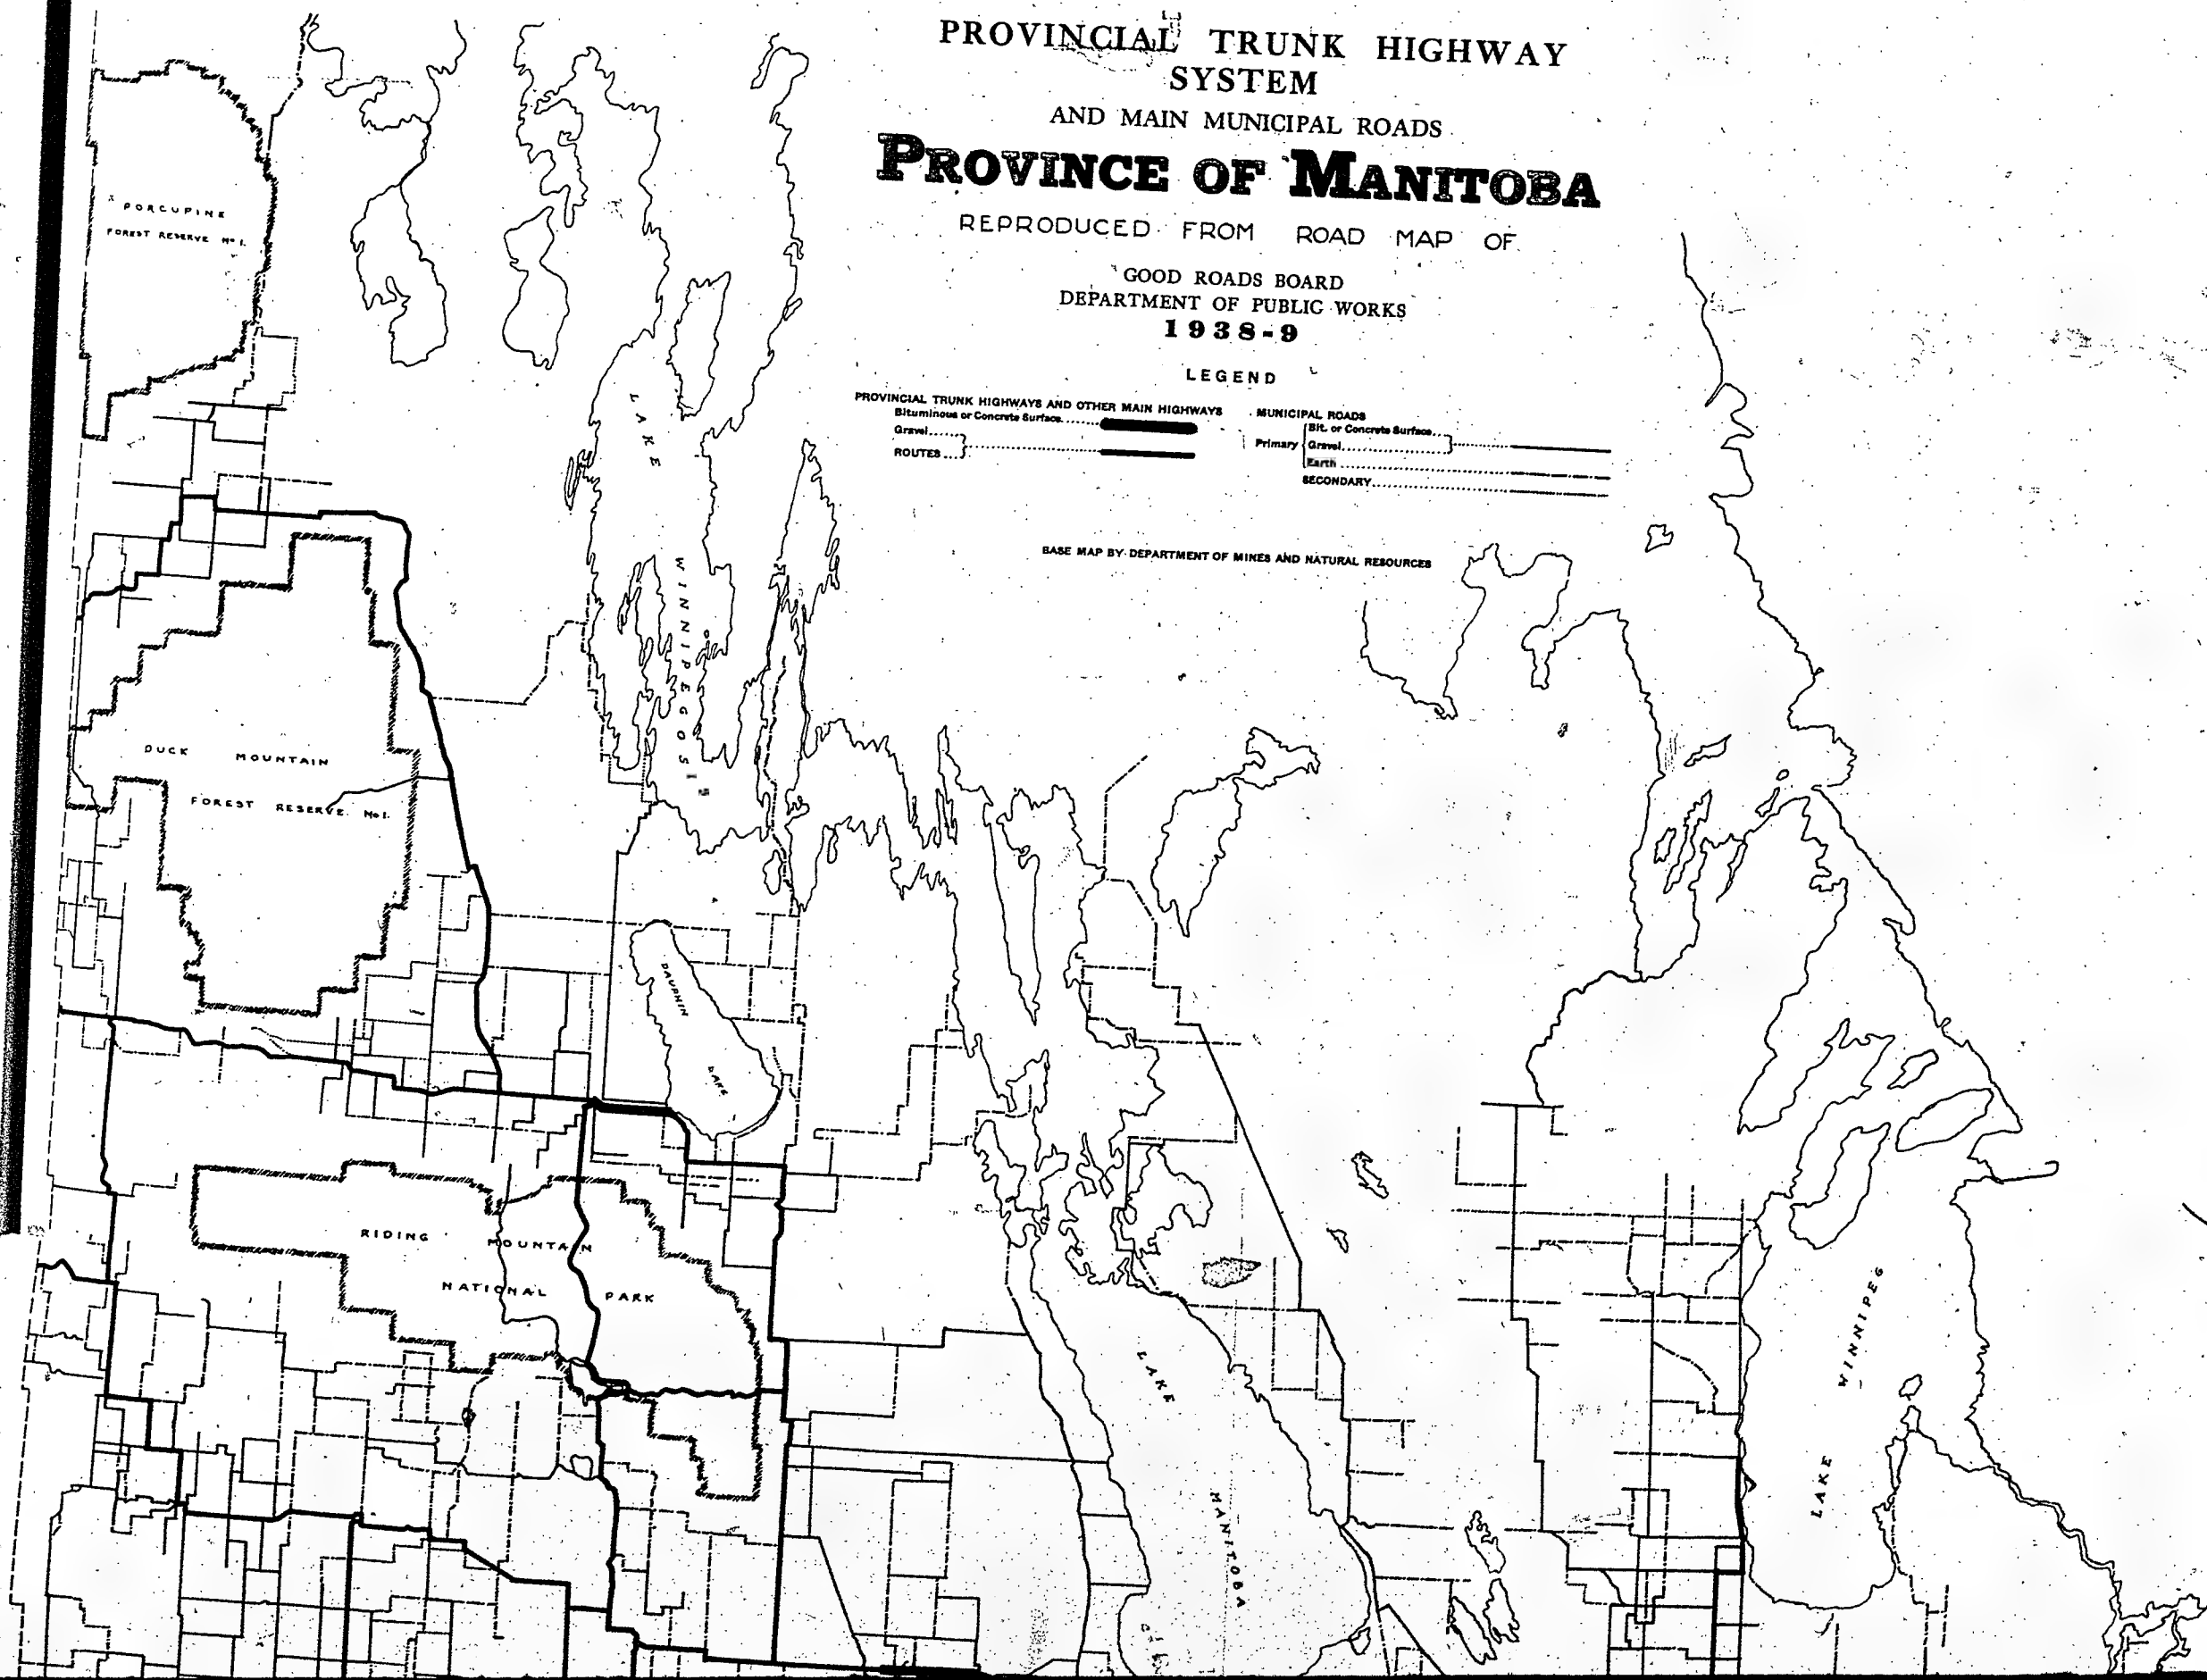 PROVINCIAL TRUNK HIGHWAY
SYSTEM
AND MAIN MUNICIPAL ROADS
PROVINCE OF MANITOBA
REPRODUCED FROM ROAD MAP OF
GOOD ROADS BOARD
DEPARTMENT OF PUBLIC WORKS
1938-9
LEGEND
PROVINCIAL TRUNK HIGHWAYS AND OTHER MAIN HIGHWAYS
Bituminous or Concrete Surface
Gravel
ROUTES
MUNICIPAL ROADS
Primary
Bit. or Concrete Surface
Gravel
Earth
SECONDARY
BASE MAP BY DEPARTMENT OF MINES AND NATURAL RESOURCES
PORCUPINE
FOREST RESERVE No 1.
LAKE
WINNIPEGOSIS
DUCK MOUNTAIN
FOREST RESERVE No 1.
DAUPHIN
LAKE
RIDING MOUNTAIN
NATIONAL PARK
LAKE
MANITOBA
LAKE WINNIPEG